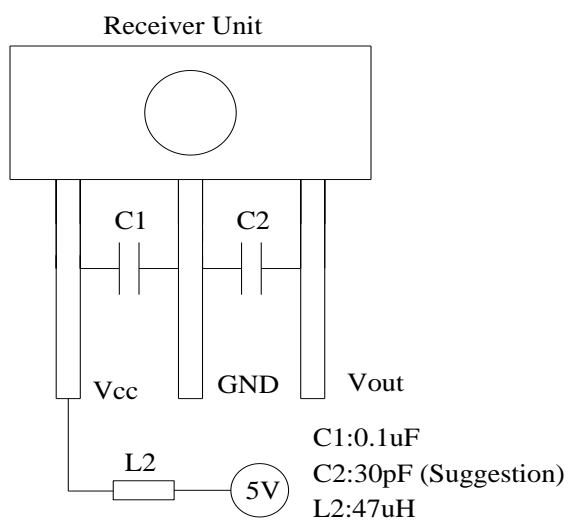 Receiver Unit
C1
C2
Vcc
GND
Vout
L2
5V
C1:0.1uF
C2:30pF (Suggestion)
L2:47uH